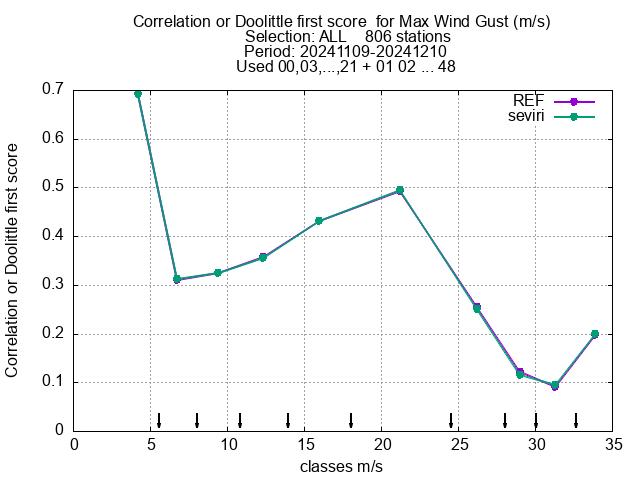 Correlation or Doolittle first score  for Max Wind Gust (m/s)
Selection: ALL    806 stations
Period: 20241109-20241210
Used 00,03,...,21 + 01 02 ... 48
REF
seviri
Correlation or Doolittle first score
0.7
0.6
0.5
0.4
0.3
0.2
0.1
0
0 5 10 15 20 25 30 35
classes m/s